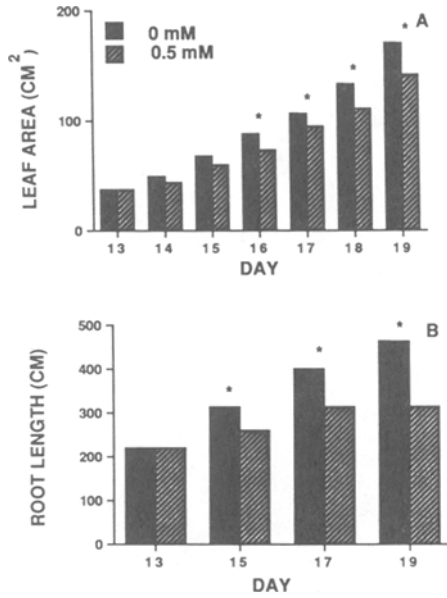 200
A
0 mM
0.5 mM
*
*
*
*
100
0
LEAF AREA (CM²)
13 14 15 16 17 18 19
DAY
500
B
*
*
*
400
300
200
100
0
ROOT LENGTH (CM)
13 15 17 19
DAY